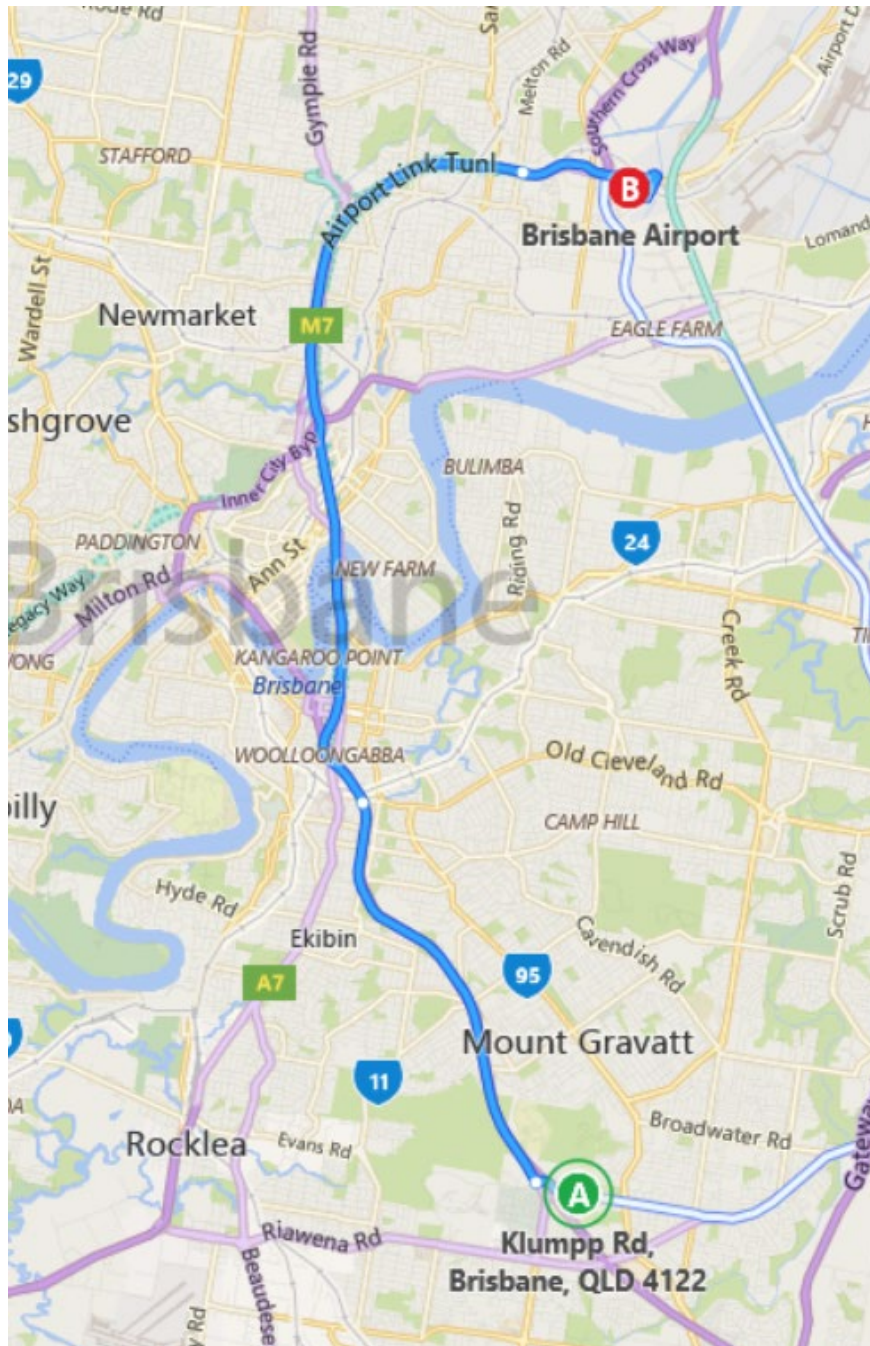 29
Gympie Rd
Melton Rd
Southern Cross Way
Airport D
STAFFORD
Airport Link Tunl
B
Brisbane Airport
Lomand
Wardell St
Newmarket
M7
EAGLE FARM
shgrove
Inner City Byp
BULIMBA
Riding Rd
24
PADDINGTON
Ann St
NEW FARM
Brisbane
Legacy Way
Milton Rd
Creek Rd
KANGAROO POINT
Brisbane
WOOLLOONGABBA
Old Cleveland Rd
CAMP HILL
Hyde Rd
Scrub Rd
Ekibin
Cavendish Rd
95
A7
Mount Gravatt
11
Broadwater Rd
Rocklea
Evans Rd
Gateway
A
Klumpp Rd,
Brisbane, QLD 4122
Riawena Rd
Beaudese
y Rd